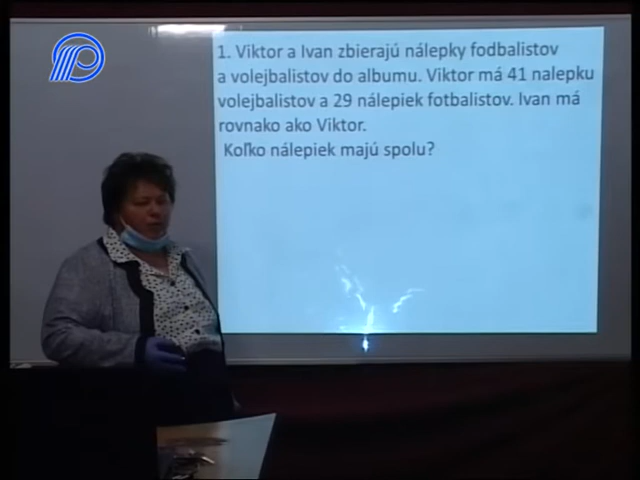 1. Viktor a Ivan zbierajú nálepky fodbalistov
a volejbalistov do albumu. Viktor má 41 nalepku
volejbalistov a 29 nálepiek fotbalistov. Ivan má
rovnako ako Viktor.
Koľko nálepiek majú spolu?